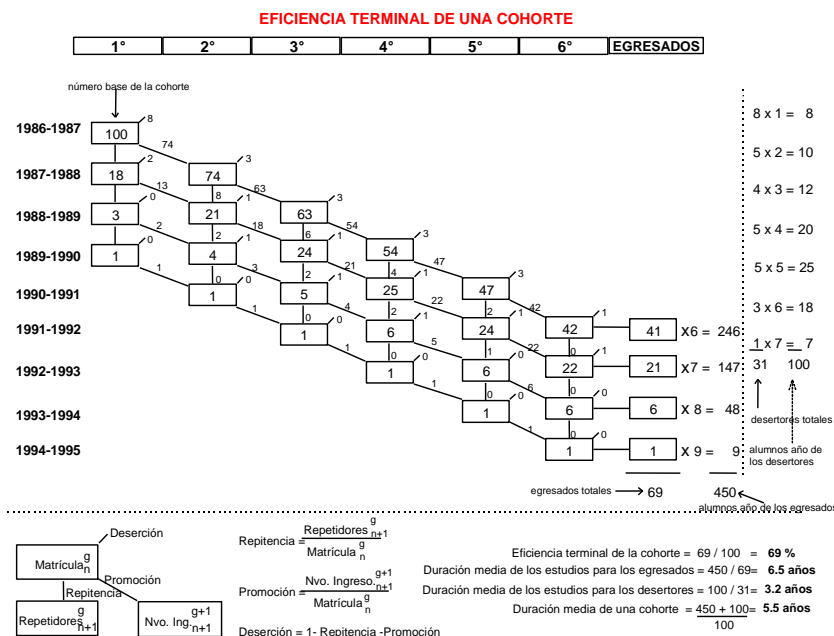 EFICIENCIA TERMINAL DE UNA COHORTE
1° 2° 3° 4° 5° 6° EGRESADOS
número base de la cohorte
8 x 1 = 8
1986-1987 100 8
74
5 x 2 = 10
1987-1988 18 2 74 3
13 8 63
4 x 3 = 12
1988-1989 3 0 21 1 63 3
2 2 18 6 54
5 x 4 = 20
1989-1990 1 0 4 1 24 1 54 3
1 0 3 2 21 4 47
5 x 5 = 25
1990-1991 1 0 5 1 25 1 47 3
1 0 4 2 22 1 42
3 x 6 = 18
1991-1992 1 0 6 1 24 1 42 1 41 x6 = 246
1 0 5 1 22 0
1 x 7 = 7
31 100
1992-1993 1 0 6 0 22 1 21 x7 = 147
1 0 6 0
1993-1994 1 0 6 0 6 x 8 = 48
1 0
desertores totales
1994-1995 1 0 1 x 9 = 9
alumnos año de
los desertores
egresados totales 69 450
alumnos año de los egresados
Deserción
Matrícula g n
Promoción
Repitencia
Repetidores g n+1
Nvo. Ing. g+1 n+1
Repitencia = Repetidores g n+1
Matrícula g n
Promoción = Nvo. Ingreso. g+1 n+1
Matrícula g n
Deserción = 1- Repitencia -Promoción
Eficiencia terminal de la cohorte = 69 / 100 = 69 %
Duración media de los estudios para los egresados = 450 / 69= 6.5 años
Duración media de los estudios para los desertores = 100 / 31= 3.2 años
Duración media de una cohorte = 450 + 100= 5.5 años
100